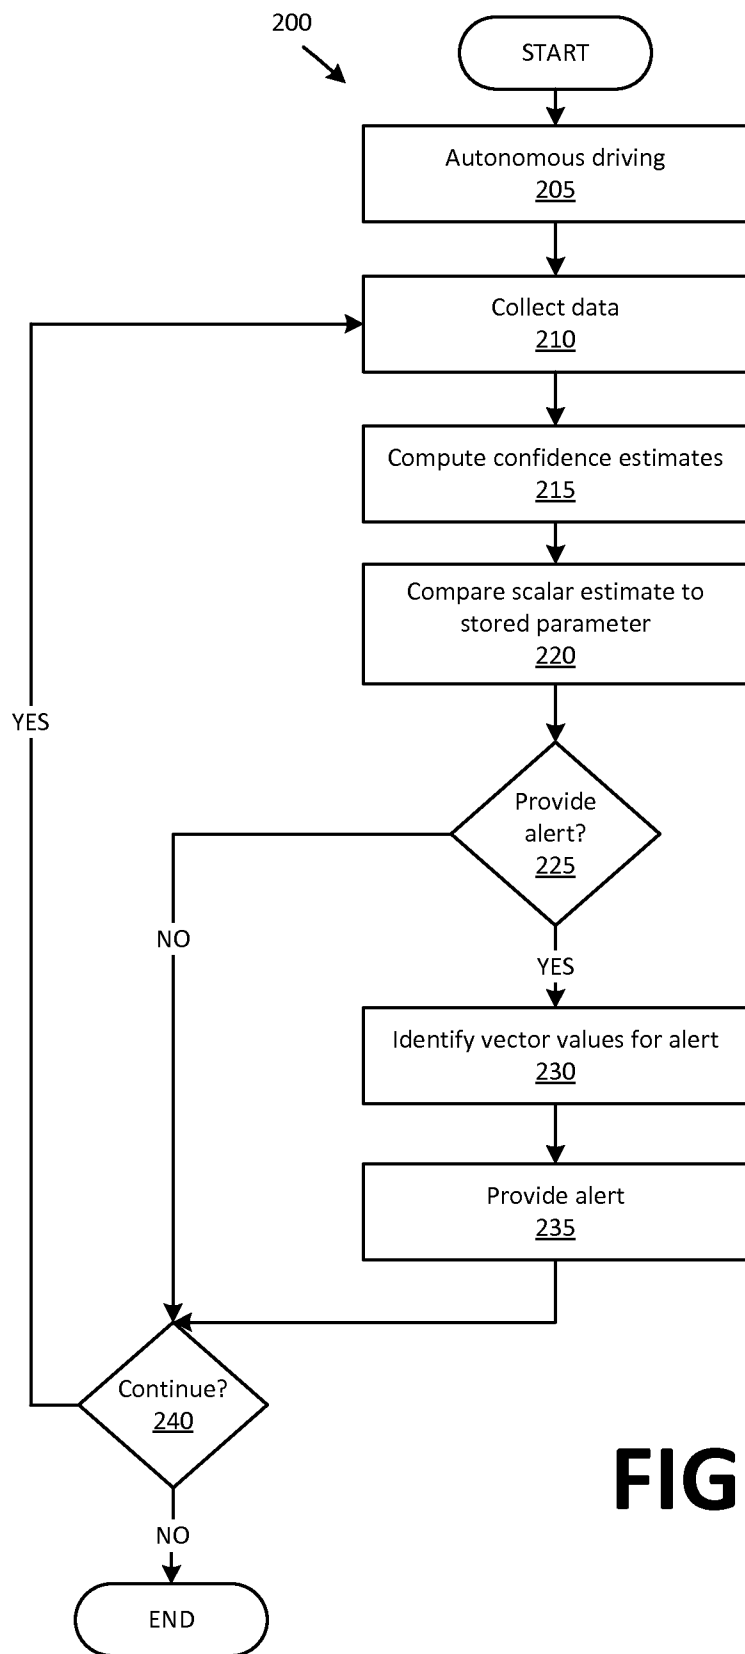 200
START
Autonomous driving
205
Collect data
210
Compute confidence estimates
215
Compare scalar estimate to
stored parameter
220
YES
Provide
alert?
225
NO
YES
Identify vector values for alert
230
Provide alert
235
Continue?
240
FIG
NO
END